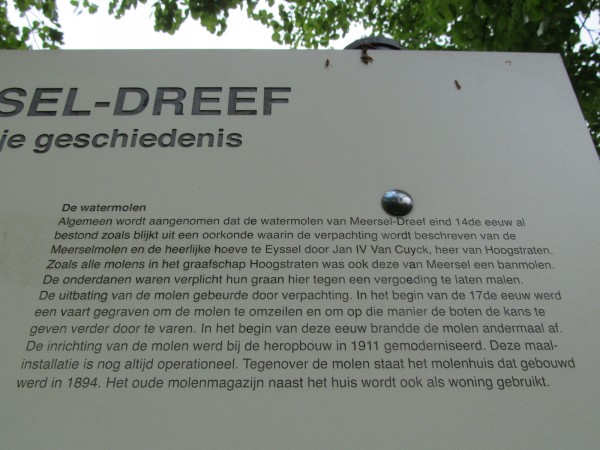 SEL-DREEF
je geschiedenis
De watermolen
Algemeen wordt aangenomen dat de watermolen van Meersel-Dreef eind 14de eeuw al
bestond zoals blijkt uit een oorkonde waarin de verpachting wordt beschreven van de
Meerselmolen en de heerlijke hoeve te Eyssel door Jan IV Van Cuyck, heer van Hoogstraten.
Zoals alle molens in het graafschap Hoogstraten was ook deze van Meersel een banmolen.
De onderdanen waren verplicht hun graan hier tegen een vergoeding te laten malen.
De uitbating van de molen gebeurde door verpachting. In het begin van de 17de eeuw werd
een vaart gegraven om de molen te omzeilen en om op die manier de boten de kans te
geven verder door te varen. In het begin van deze eeuw brandde de molen andermaal af.
De inrichting van de molen werd bij de heropbouw in 1911 gemoderniseerd. Deze maal-
installatie is nog altijd operationeel. Tegenover de molen staat het molenhuis dat gebouwd
werd in 1894. Het oude molenmagazijn naast het huis wordt ook als woning gebruikt.